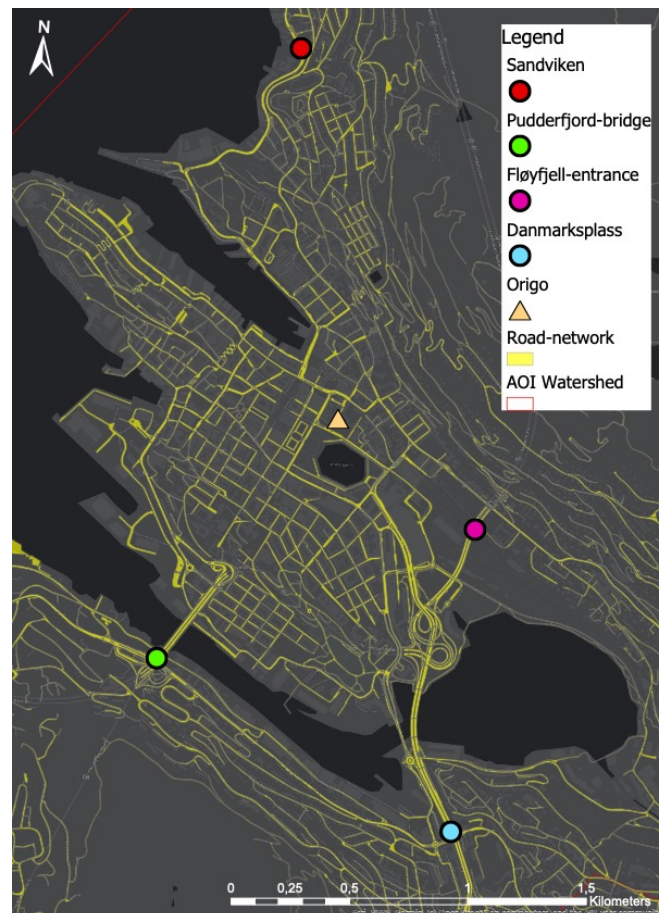 N
Legend
Sandviken
Pudderfjord-bridge
Fløyfjell-entrance
Danmarksplass
Origo
Road-network
AOI Watershed
0 0,25 0,5 1 1,5
Kilometers